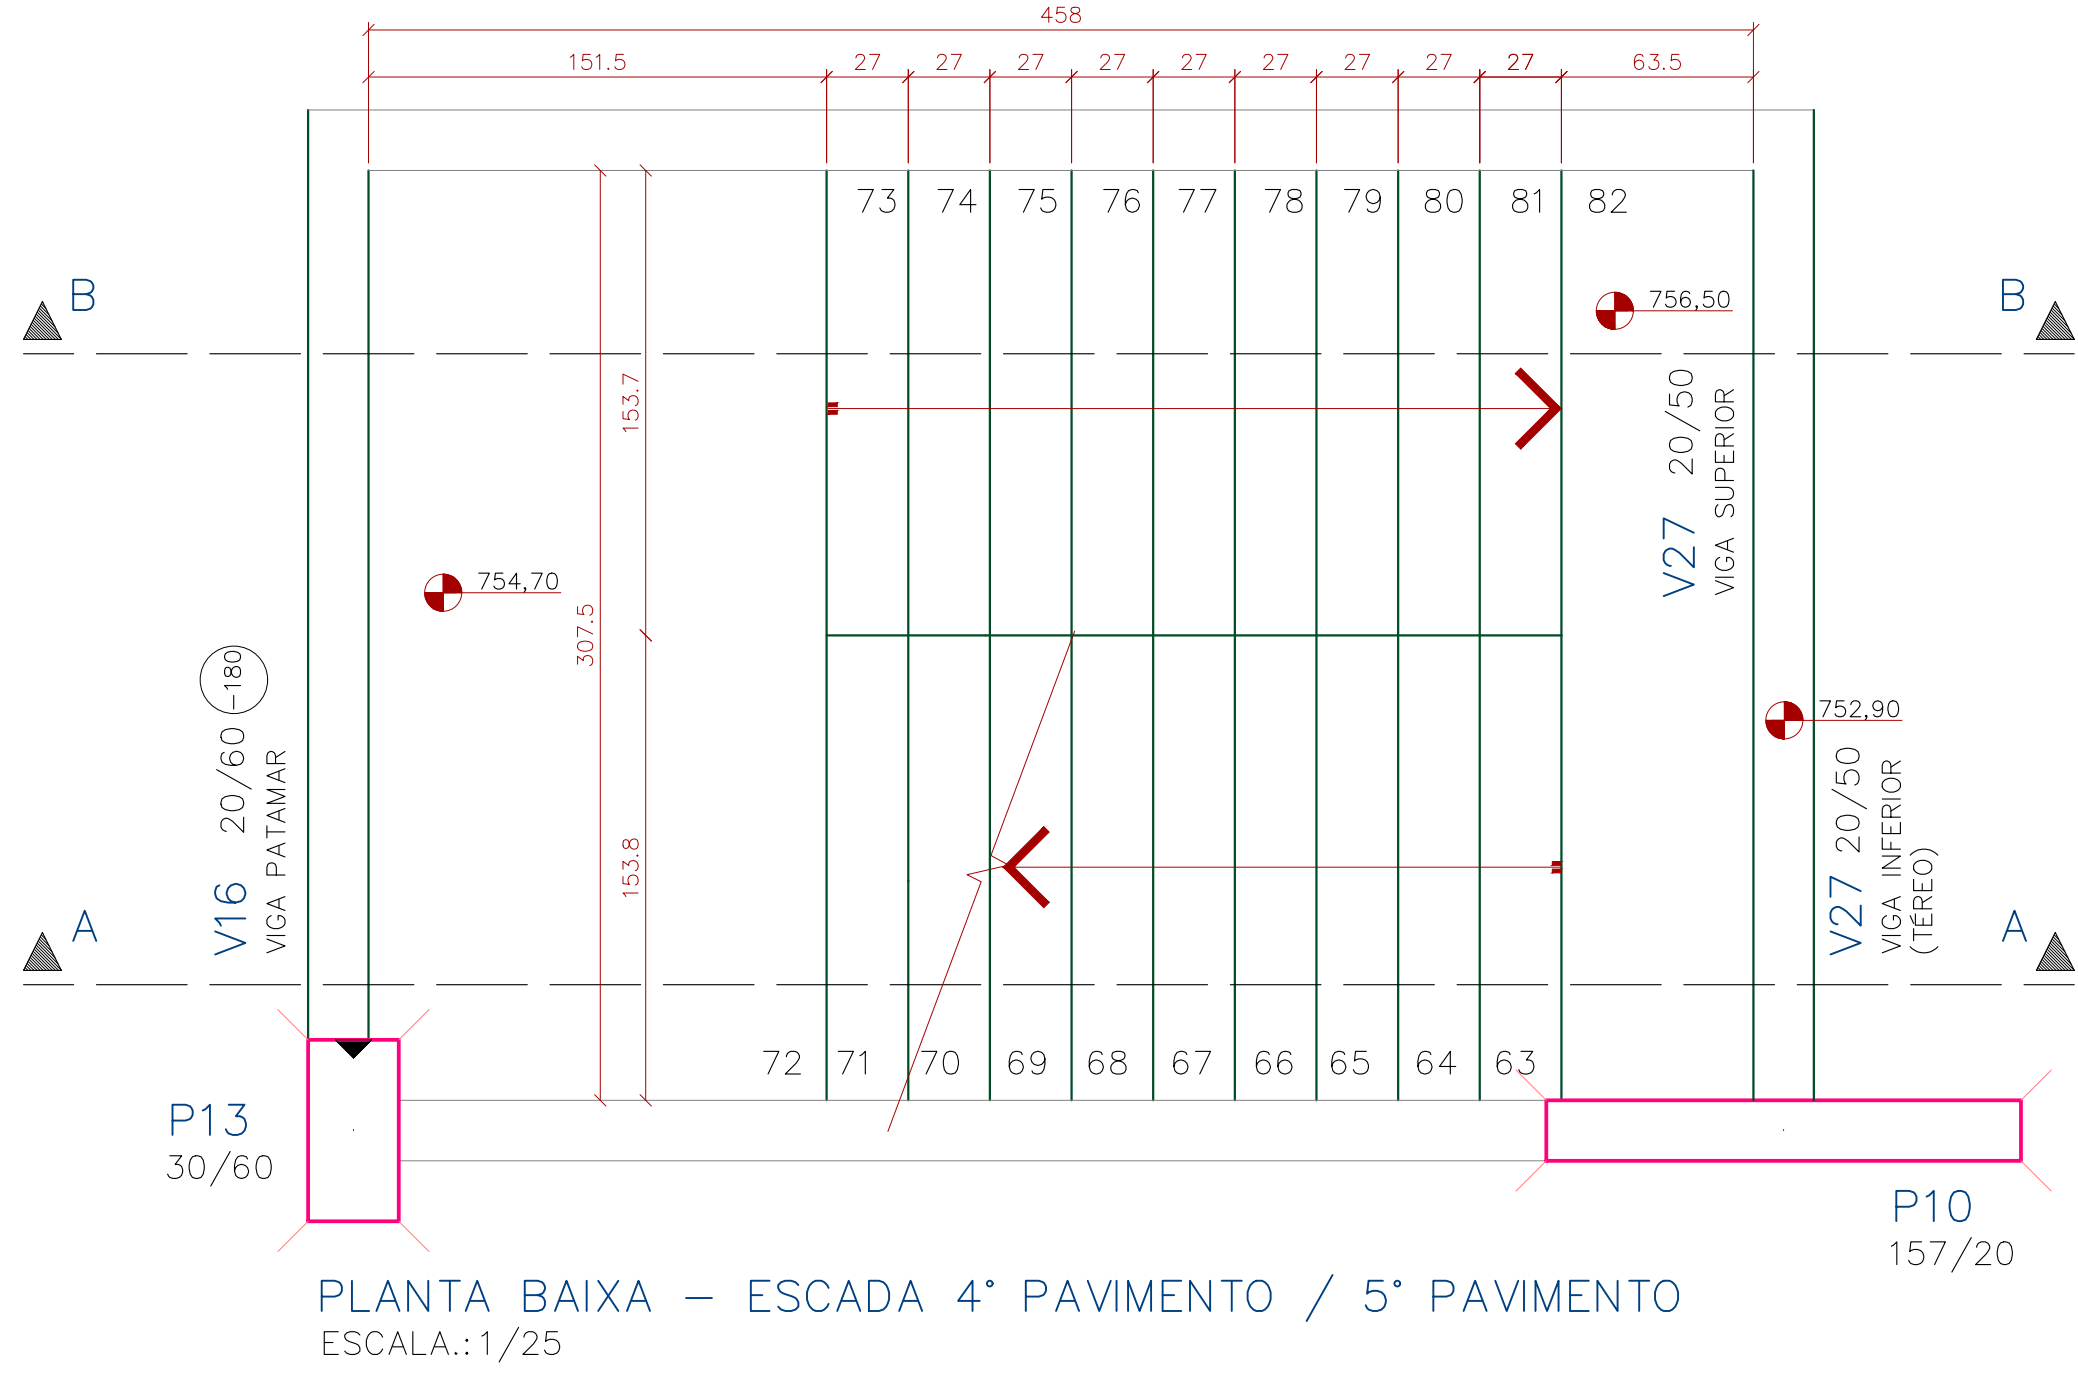 458
151.5 27 27 27 27 27 27 27 27 27 63.5
73 74 75 76 77 78 79 80 81 82
B
B
756,50
153.7
V27 20/50
VIGA SUPERIOR
754,70
307.5
752,90
V16 20/60 -180
VIGA PATAMAR
153.8
V27 20/50
VIGA INFERIOR
(TÉREO)
A
A
72 71 70 69 68 67 66 65 64 63
P13
30/60
P10
157/20
PLANTA BAIXA - ESCADA 4° PAVIMENTO / 5° PAVIMENTO
ESCALA.:1/25